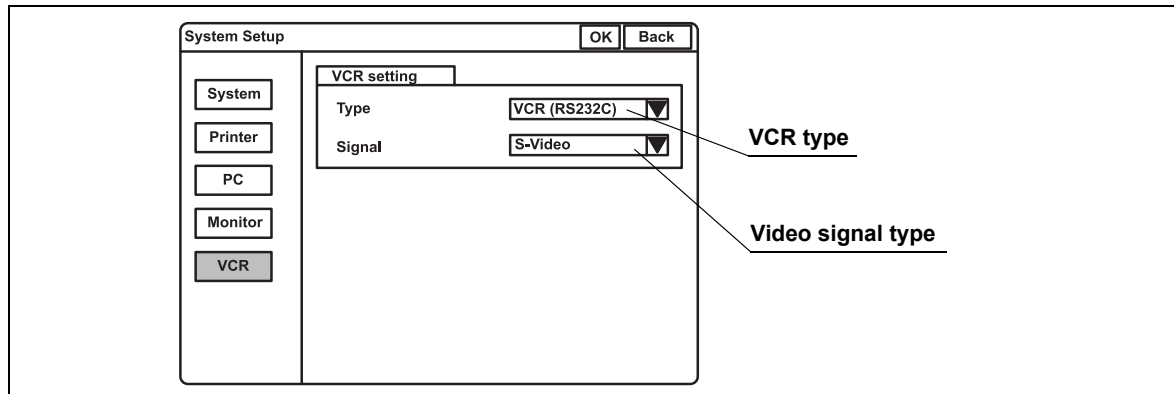 System Setup OK Back
VCR setting
System
Type VCR (RS232C)
VCR type
Printer
Signal S-Video
PC
Monitor
Video signal type
VCR